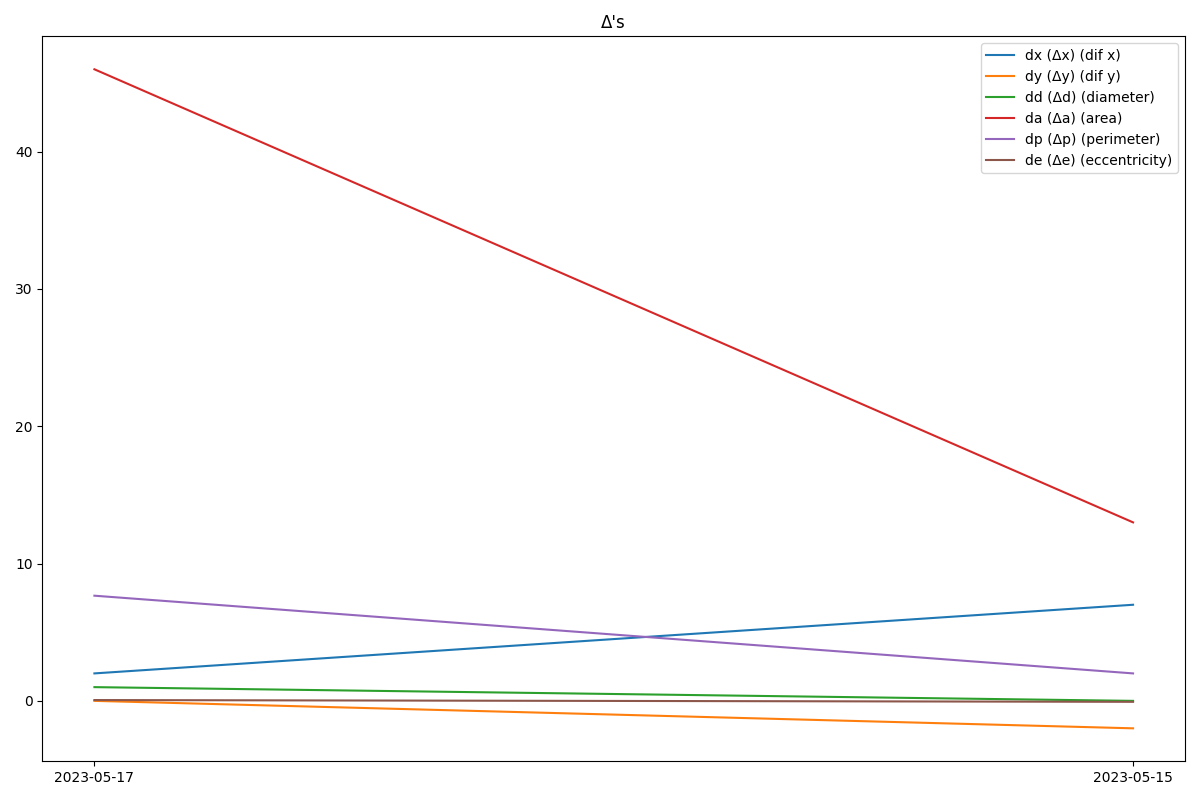 Δ's
dx (Δx) (dif x)
dy (Δy) (dif y)
dd (Δd) (diameter)
da (Δa) (area)
dp (Δp) (perimeter)
de (Δe) (eccentricity)
40
30
20
10
0
2023-05-17
2023-05-15